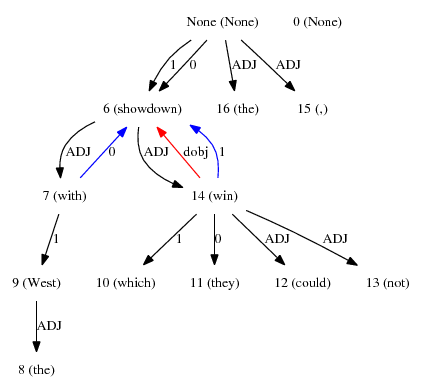 None (None) 0 (None)
1 0 ADJ ADJ
6 (showdown) 16 (the) 15 (,)
ADJ 0 ADJ dobj 1
7 (with) 14 (win)
1 1 0 ADJ ADJ
9 (West) 10 (which) 11 (they) 12 (could) 13 (not)
ADJ
8 (the)